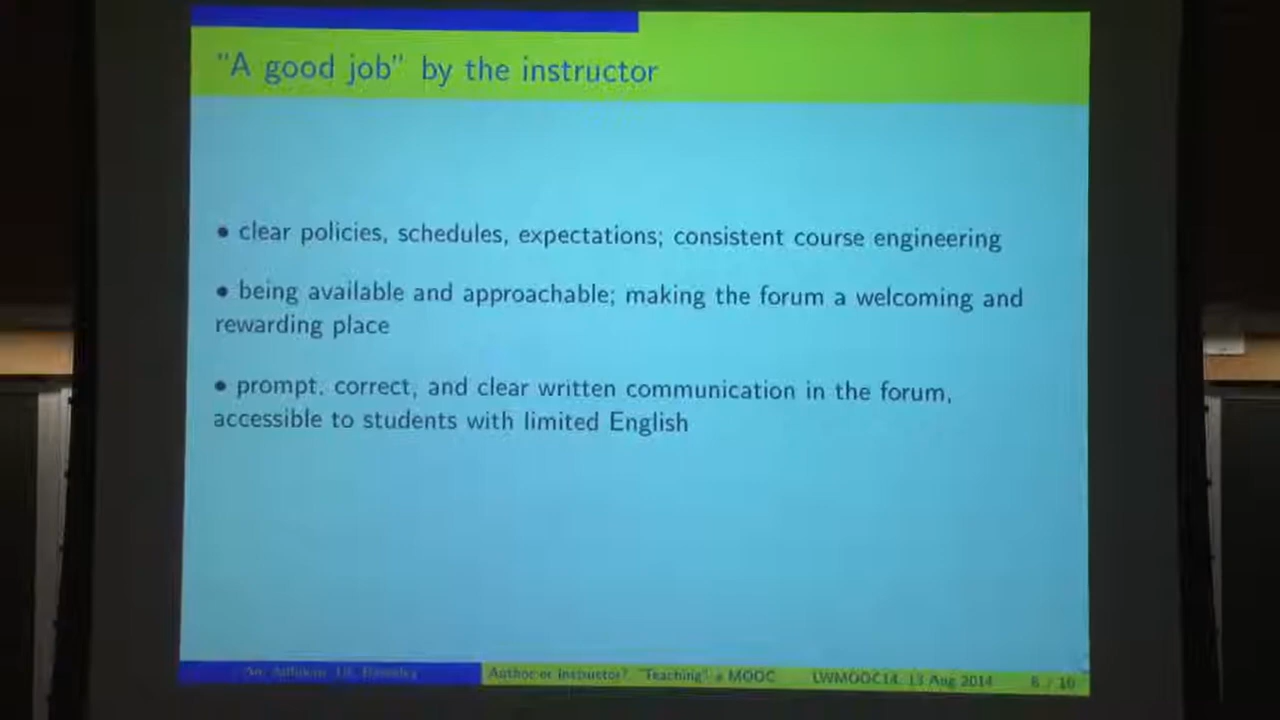 "A good job" by the instructor
• clear policies, schedules, expectations; consistent course engineering
• being available and approachable; making the forum a welcoming and
rewarding place
• prompt, correct, and clear written communication in the forum,
accessible to students with limited English
Author or Instructor? "Teaching" a MOOC LWMOOC14, 13 Aug 2014